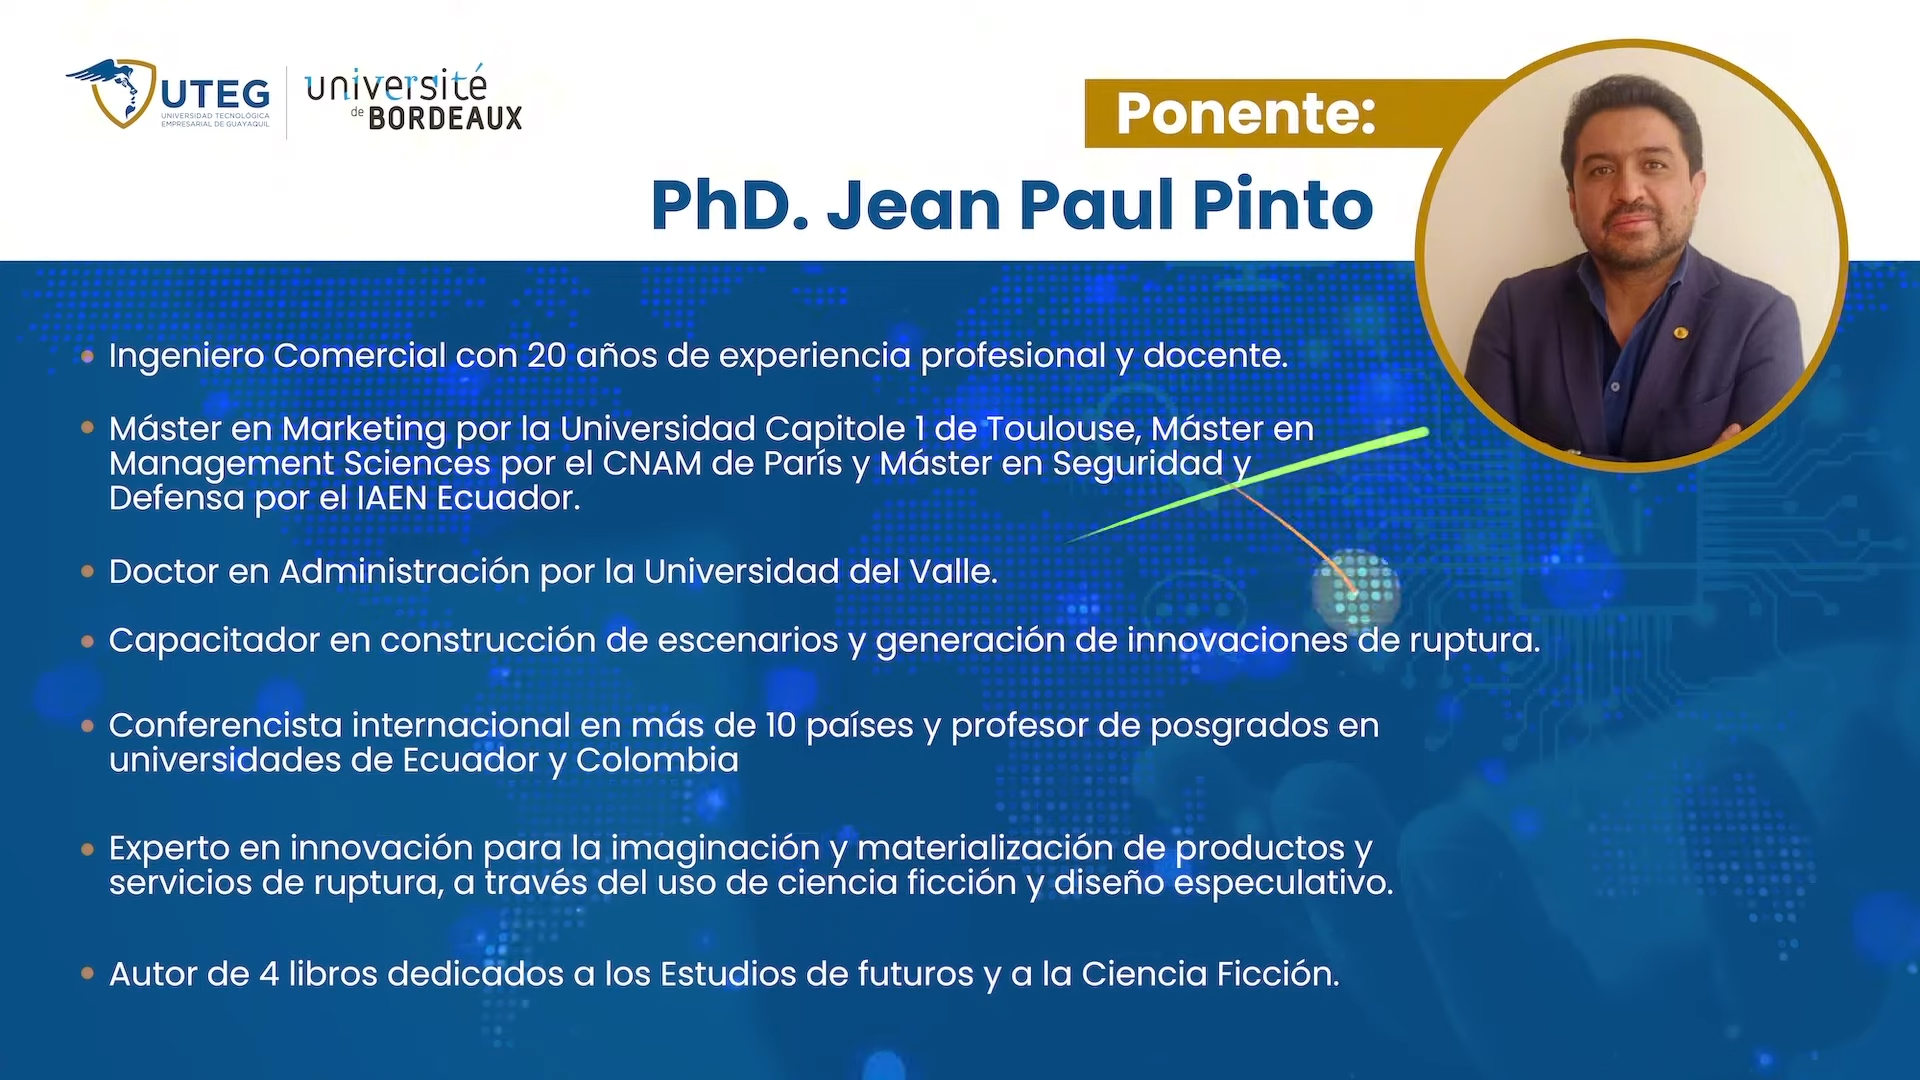 UTEG
UNIVERSIDAD TECNOLÓGICA
EMPRESARIAL DE GUAYAQUIL
université
de BORDEAUX
Ponente:
PhD. Jean Paul Pinto
Ingeniero Comercial con 20 años de experiencia profesional y docente.
Máster en Marketing por la Universidad Capitole 1 de Toulouse, Máster en
Management Sciences por el CNAM de París y Máster en Seguridad y
Defensa por el IAEN Ecuador.
Doctor en Administración por la Universidad del Valle.
Capacitador en construcción de escenarios y generación de innovaciones de ruptura.
Conferencista internacional en más de 10 países y profesor de posgrados en
universidades de Ecuador y Colombia
Experto en innovación para la imaginación y materialización de productos y
servicios de ruptura, a través del uso de ciencia ficción y diseño especulativo.
Autor de 4 libros dedicados a los Estudios de futuros y a la Ciencia Ficción.
Ai